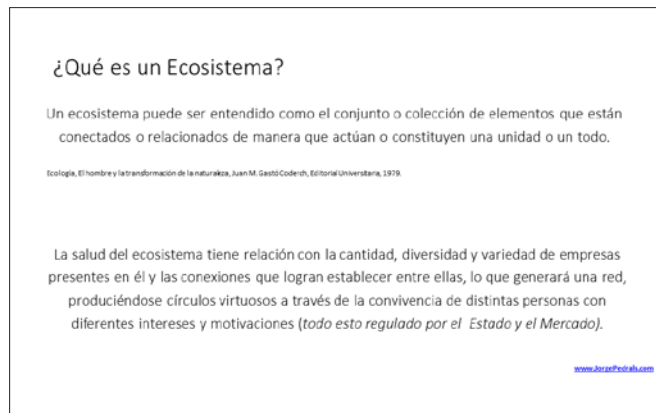 ¿Qué es un Ecosistema?
Un ecosistema puede ser entendido como el conjunto o colección de elementos que están
conectados o relacionados de manera que actúan o constituyen una unidad o un todo.
Ecología, El hombre y la transformación de la naturaleza, Juan M. Gastó Coderch, Editorial Universitaria, 1979.
La salud del ecosistema tiene relación con la cantidad, diversidad y variedad de empresas
presentes en él y las conexiones que logran establecer entre ellas, lo que generará una red,
produciéndose círculos virtuosos a través de la convivencia de distintas personas con
diferentes intereses y motivaciones (todo esto regulado por el Estado y el Mercado).
www.JorgePedrals.com